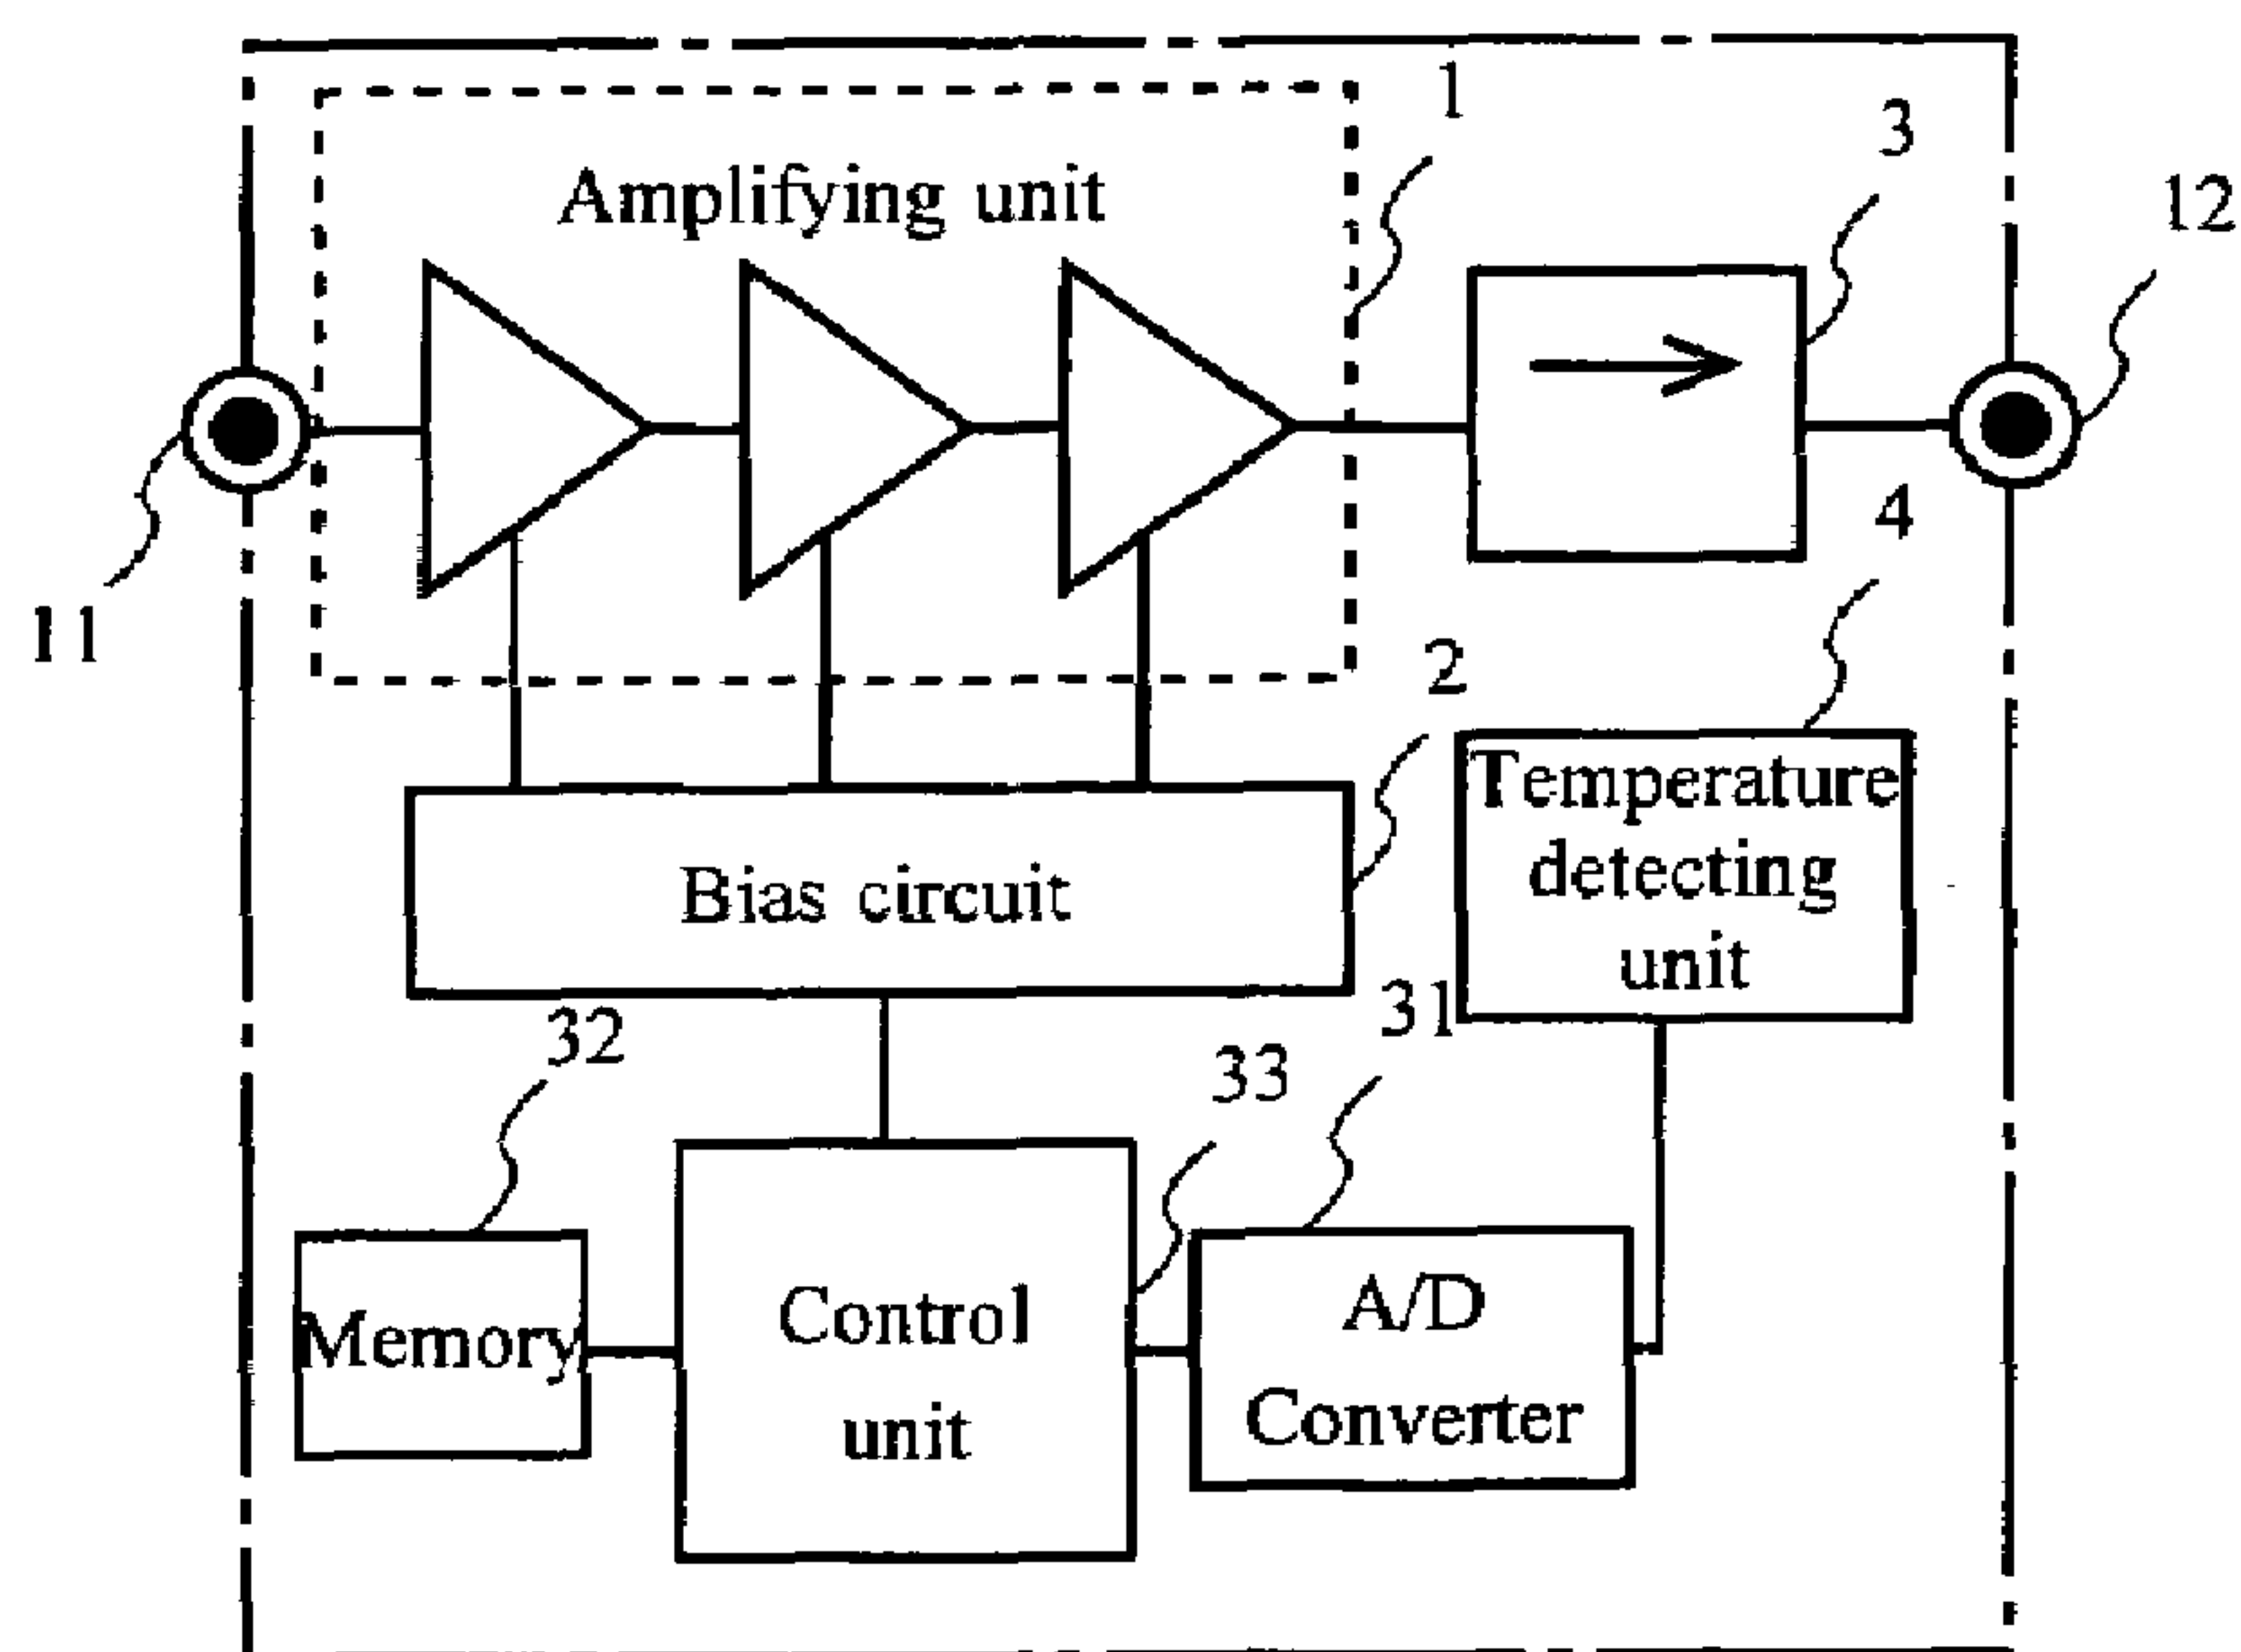 1
3
12
Amplifying unit
4
11
2
Temperature
detecting
unit
Bias circuit
31
32
33
Memory
Control
unit
A/D
Converter